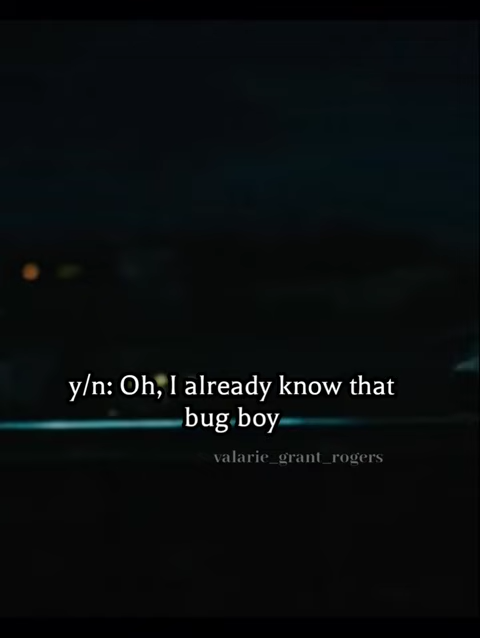 y/n: Oh, I already know that
bug boy
valarie_grant_rogers